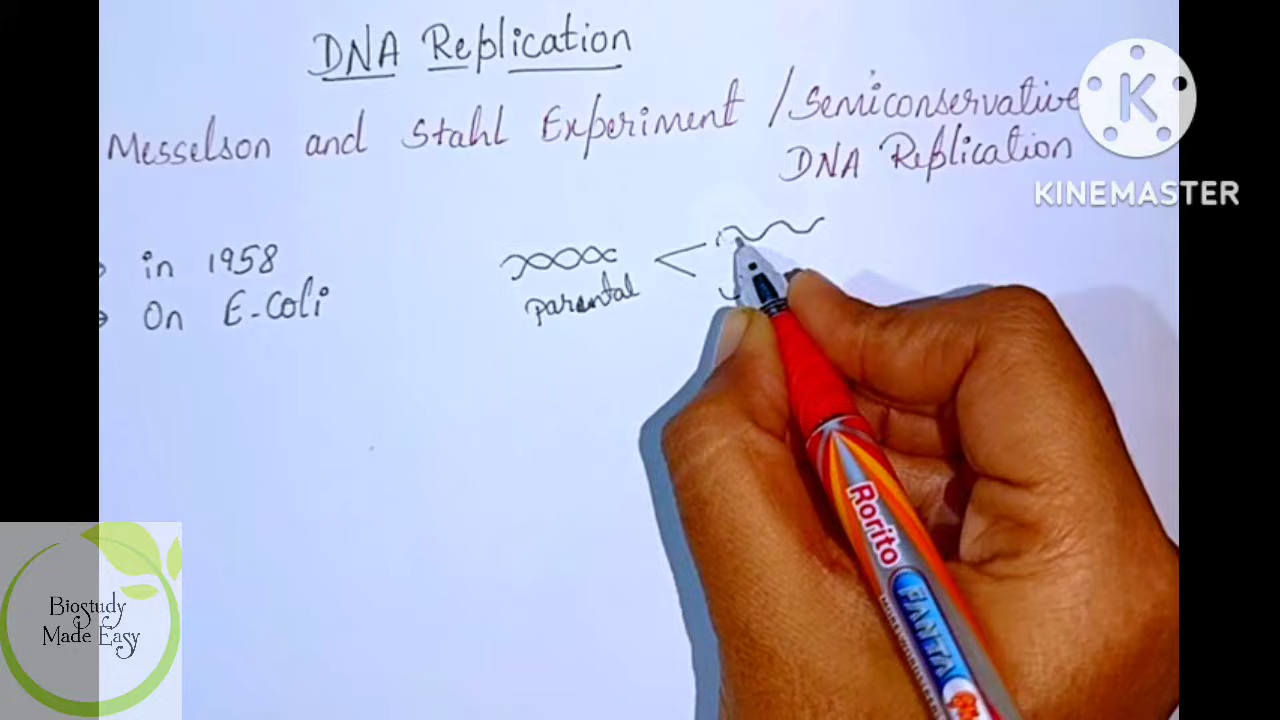 DNA Replication
Messelson and Stahl Experiment / Semiconservative
DNA Replication
K
KINEMASTER
in 1958
On E-Coli
parental
Rorito
FANTA
Biostudy
Made Easy